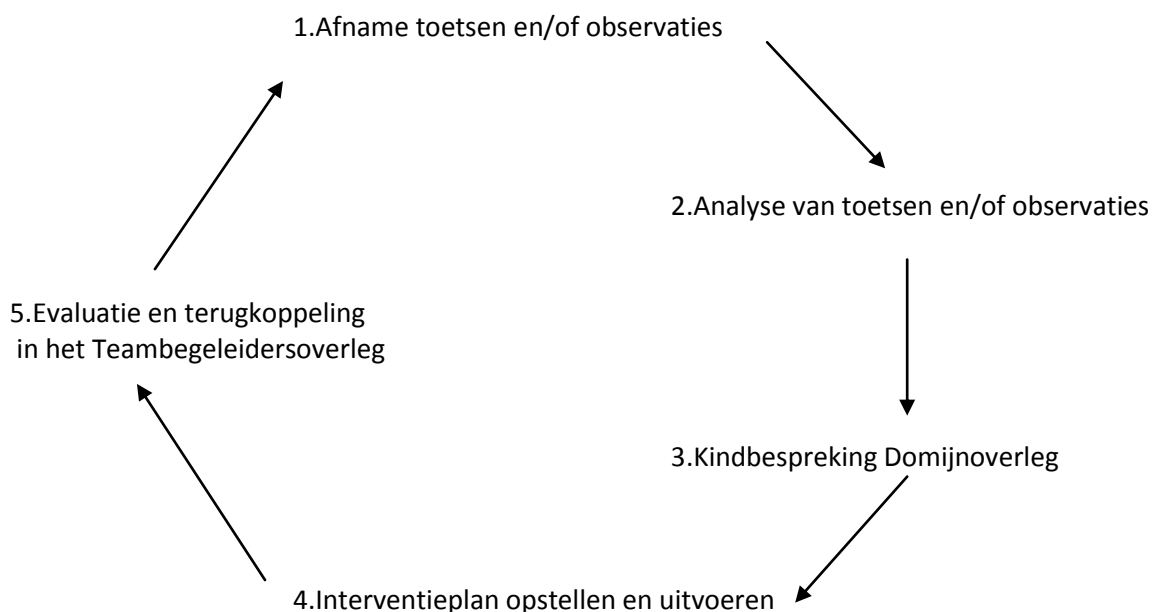 1.Afname toetsen en/of observaties
2.Analyse van toetsen en/of observaties
3.Kindbespreking Domijnoverleg
4.Interventieplan opstellen en uitvoeren
5.Evaluatie en terugkoppeling
in het Teambegeleidersoverleg